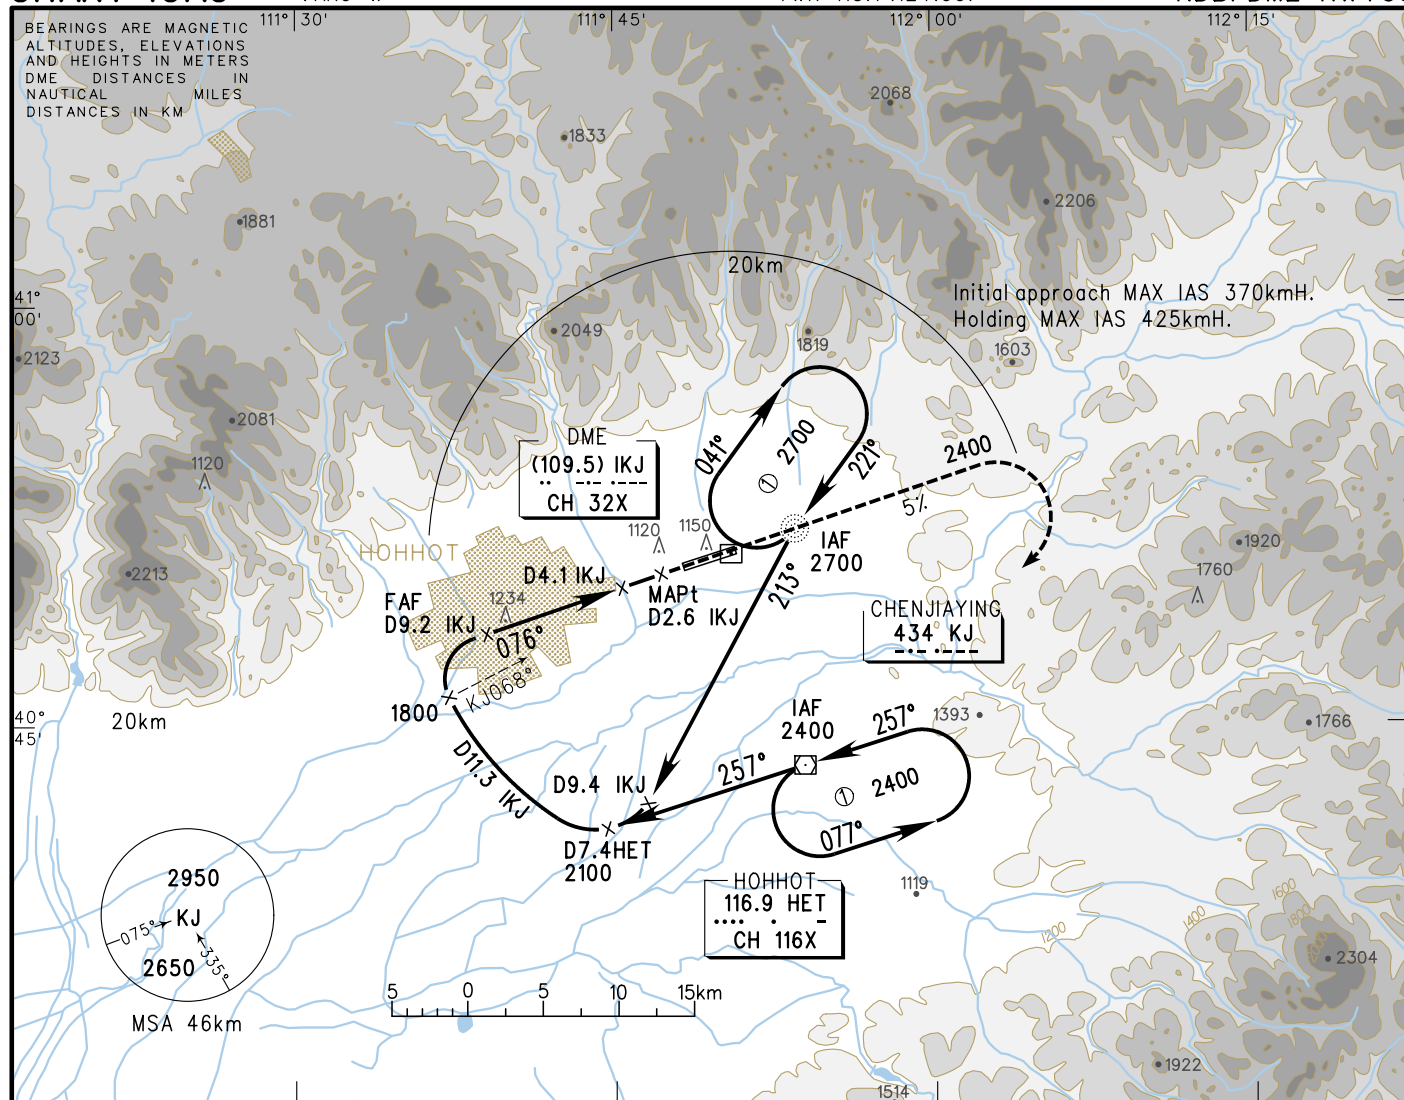 111° 30'
111° 45'
112° 00'
112° 15'
BEARINGS ARE MAGNETIC
ALTITUDES, ELEVATIONS
AND HEIGHTS IN METERS
DME DISTANCES IN
NAUTICAL MILES
DISTANCES IN KM
2068
1833
2206
1881
20km
Initial approach MAX IAS 370kmH.
Holding MAX IAS 425kmH.
41°
00'
2049
1819
1603
2123
2081
1120
DME
(109.5) IKJ
CH 32X
041°
2700
1
221°
2400
5%
1120
1150
HOHHOT
IAF
2700
1920
2213
D4.1 IKJ
213°
1760
FAF
D9.2 IKJ
1234
MAPt
D2.6 IKJ
CHENJIAYING
434 KJ
076°
KJ068°
1800
20km
40°
45'
IAF
2400
257°
1393
1766
D11.3 IKJ
D9.4 IKJ
257°
1
2400
077°
D7.4HET
2100
2950
KJ
075°
335°
2650
MSA 46km
HOHHOT
116.9 HET
CH 116X
1119
1200
1400
1600
1800
2304
5 0 5 10 15km
1922
1514